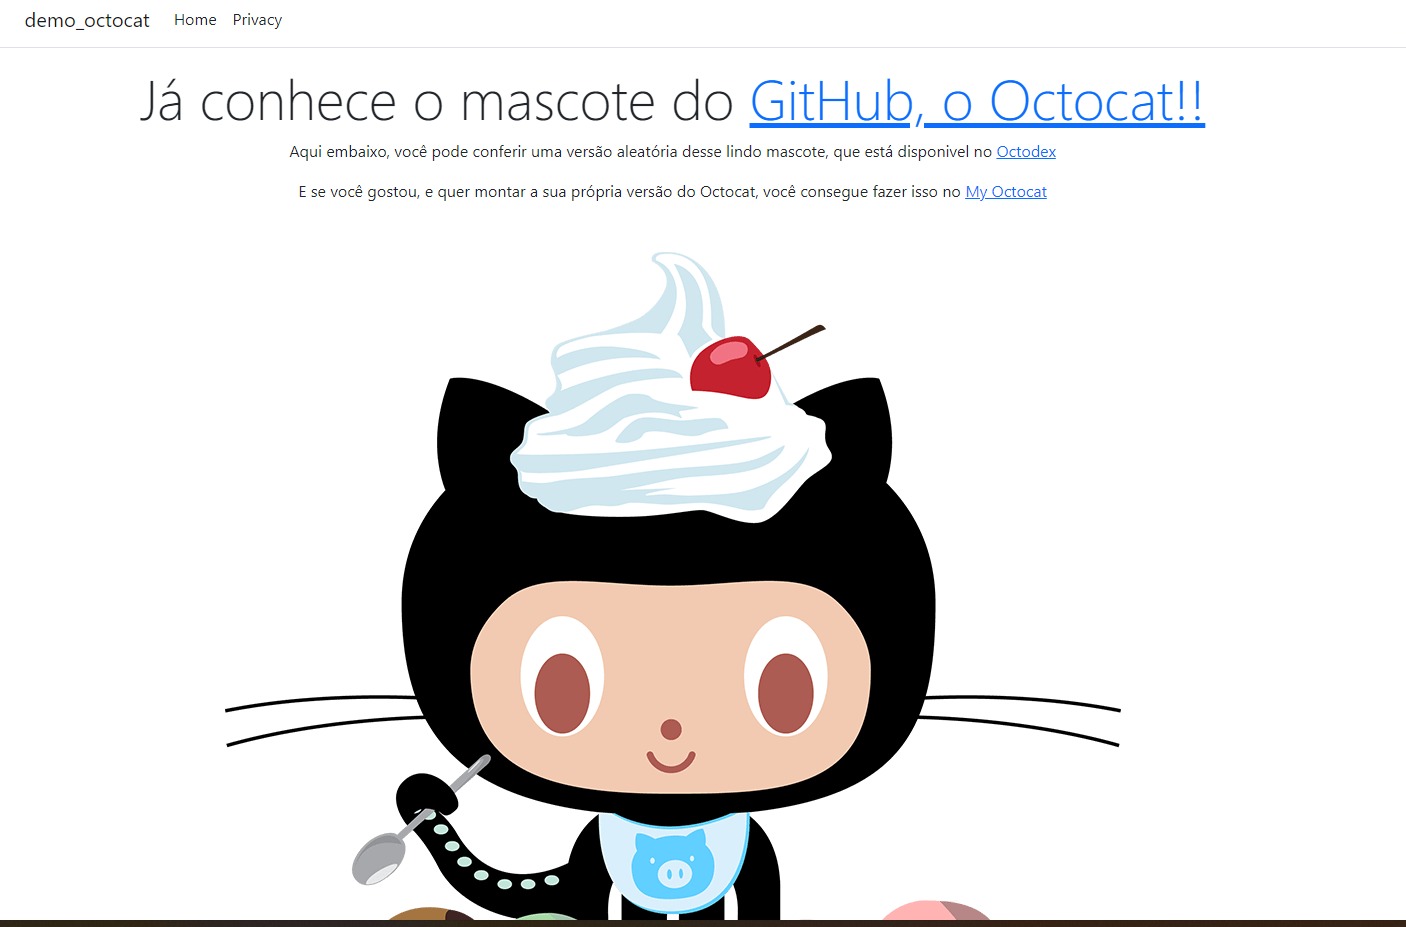 demo_octocat Home Privacy
Já conhece o mascote do GitHub, o Octocat!!
Aqui embaixo, você pode conferir uma versão aleatória desse lindo mascote, que está disponivel no Octodex
E se você gostou, e quer montar a sua própria versão do Octocat, você consegue fazer isso no My Octocat